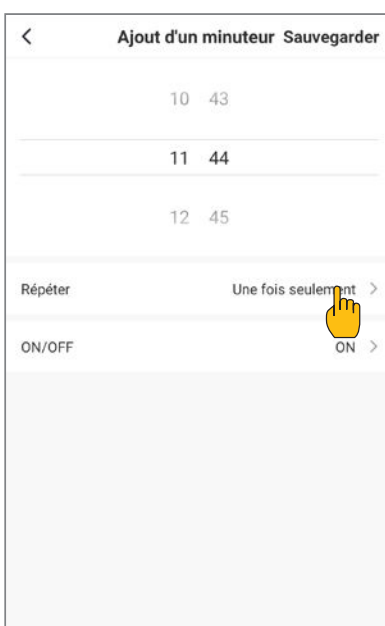 Ajout d'un minuteur Sauvegarder
10 43
11 44
12 45
Répéter Une fois seulement
ON/OFF ON